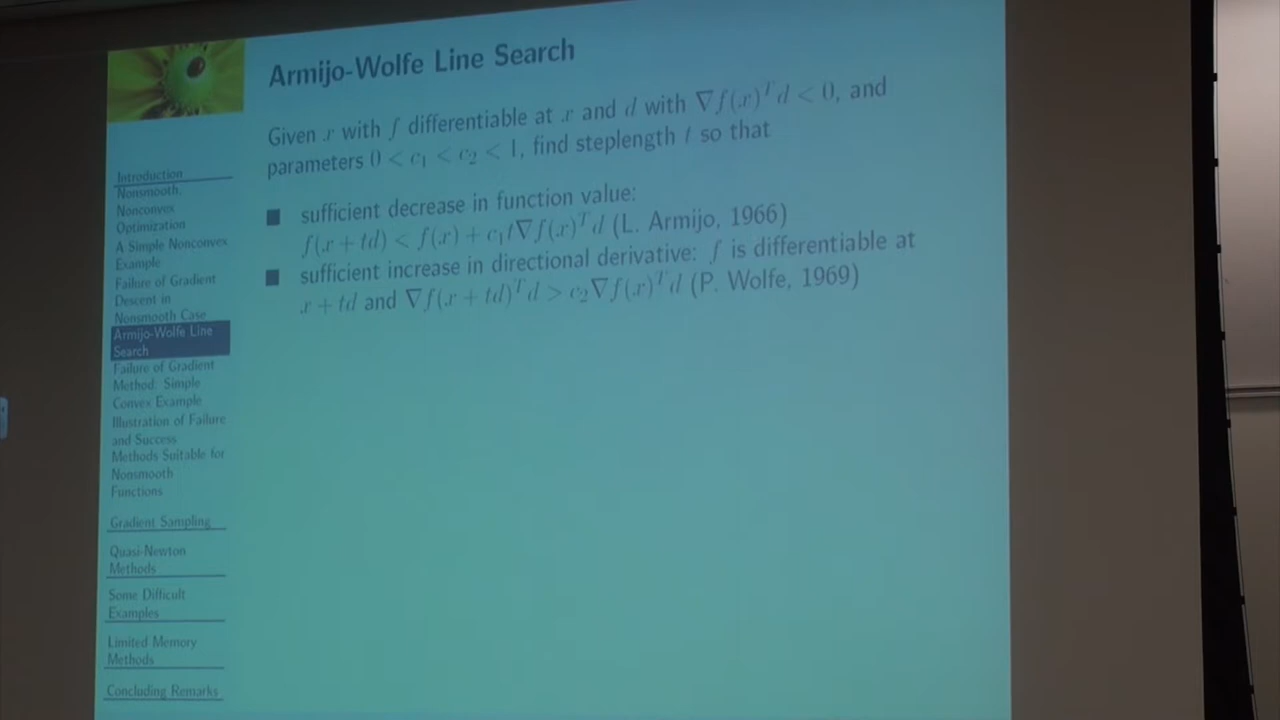 Armijo-Wolfe Line Search
Given x with f differentiable at x and d with ∇f(x)ᵀd < 0, and
parameters 0 < c₁ < c₂ < 1, find steplength t so that
■ sufficient decrease in function value:
f(x + td) < f(x) + c₁t∇f(x)ᵀd (L. Armijo, 1966)
■ sufficient increase in directional derivative: f is differentiable at
x + td and ∇f(x + td)ᵀd > c₂∇f(x)ᵀd (P. Wolfe, 1969)
Introduction
Nonsmooth,
Nonconvex
Optimization
A Simple Nonconvex
Example
Failure of Gradient
Descent in
Nonsmooth Case
Armijo-Wolfe Line
Search
Failure of Gradient
Method: Simple
Convex Example
Illustration of Failure
and Success
Methods Suitable for
Nonsmooth
Functions
Gradient Sampling
Quasi-Newton
Methods
Some Difficult
Examples
Limited Memory
Methods
Concluding Remarks